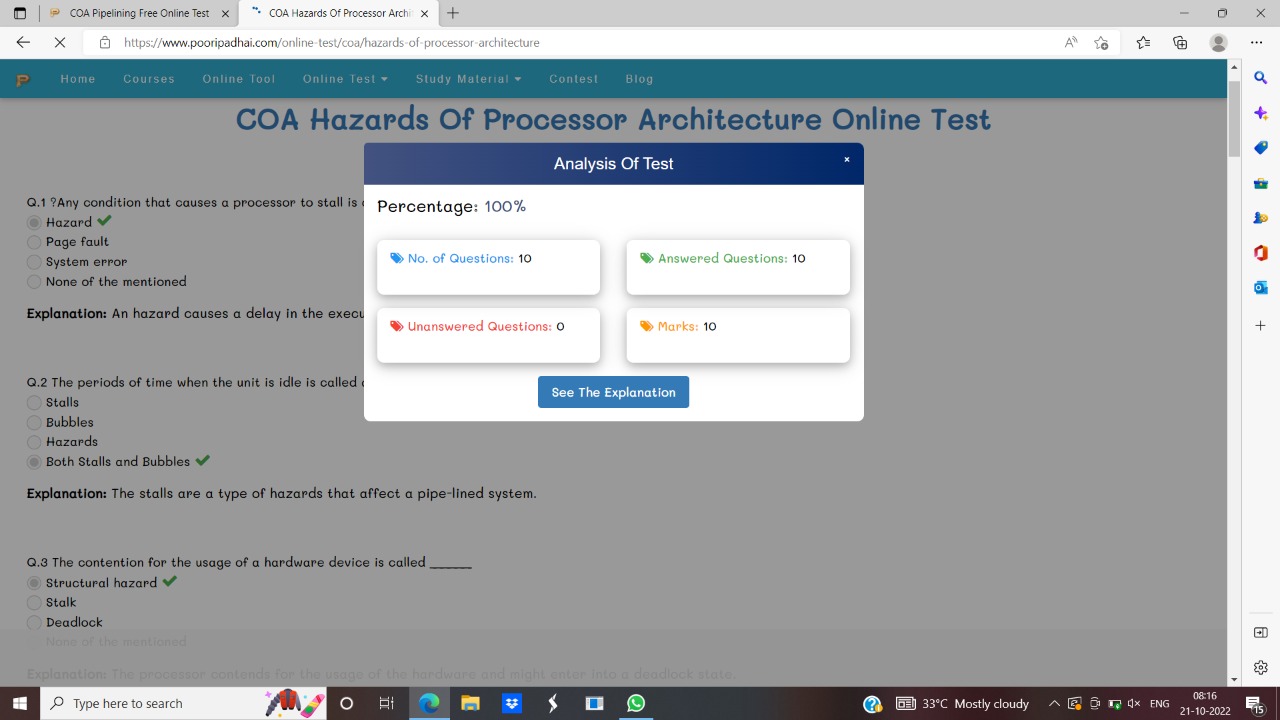 COA Pipelining Free Online Test
COA Hazards Of Processor Archi
https://www.pooripadhai.com/online-test/coa/hazards-of-processor-architecture
Home Courses Online Tool Online Test Study Material Contest Blog
COA Hazards Of Processor Architecture Online Test
Analysis Of Test
Percentage: 100%
No. of Questions: 10
Answered Questions: 10
Unanswered Questions: 0
Marks: 10
See The Explanation
Q.1 ?Any condition that causes a processor to stall is
Hazard
Page fault
System error
None of the mentioned
Explanation: An hazard causes a delay in the execu
Q.2 The periods of time when the unit is idle is called
Stalls
Bubbles
Hazards
Both Stalls and Bubbles
Explanation: The stalls are a type of hazards that affect a pipe-lined system.
Q.3 The contention for the usage of a hardware device is called ______
Structural hazard
Stalk
Deadlock
None of the mentioned
Explanation: The processor contends for the usage of the hardware and might enter into a deadlock state.
Type here to search
33°C Mostly cloudy
ENG
08:16
21-10-2022
15